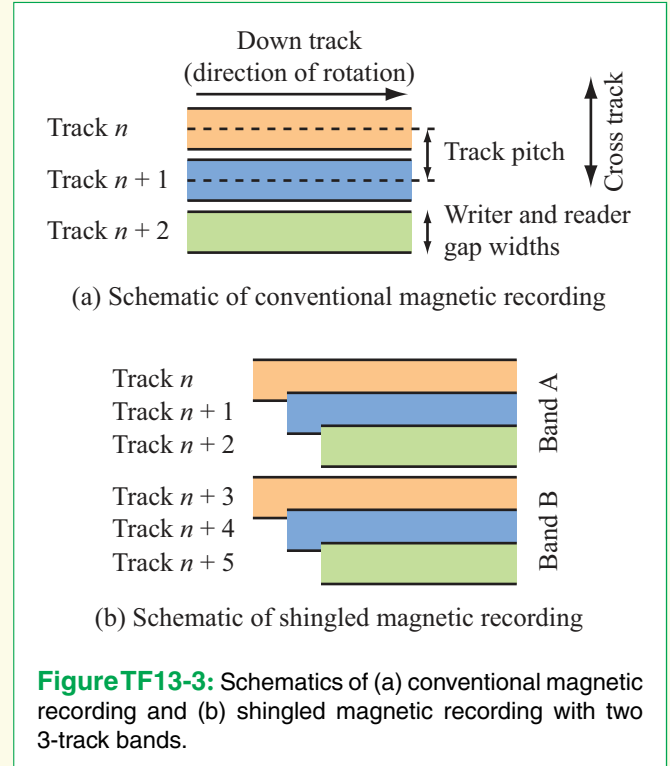 Down track
(direction of rotation)
Cross track
Track n
Track pitch
Track n + 1
Writer and reader
Track n + 2
gap widths
(a) Schematic of conventional magnetic recording
Track n
Band A
Track n + 1
Track n + 2
Track n + 3
Band B
Track n + 4
Track n + 5
(b) Schematic of shingled magnetic recording
Figure TF13-3: Schematics of (a) conventional magnetic
recording and (b) shingled magnetic recording with two
3-track bands.